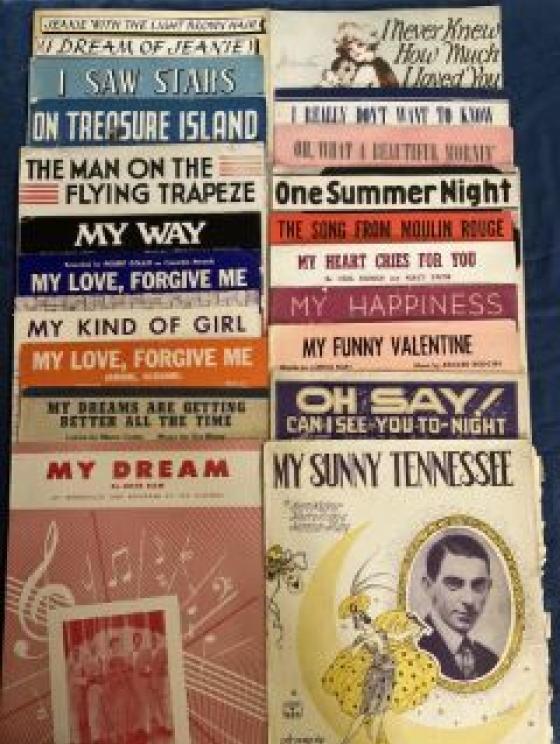 JEANIE WITH THE LIGHT BROWN HAIR
I DREAM OF JEANIE
I SAW STARS
ON TREASURE ISLAND
THE MAN ON THE
FLYING TRAPEZE
MY WAY
MY LOVE, FORGIVE ME
MY KIND OF GIRL
MY LOVE, FORGIVE ME
MY DREAMS ARE GETTING
BETTER ALL THE TIME
MY DREAM
I Never Knew
How Much
I Loved You
I REALLY DON'T WANT TO KNOW
OH, WHAT A BEAUTIFUL MORNIN'
One Summer Night
THE SONG FROM MOULIN ROUGE
MY HEART CRIES FOR YOU
MY HAPPINESS
MY FUNNY VALENTINE
OH SAY!
CAN I SEE YOU TO-NIGHT
MY SUNNY TENNESSEE